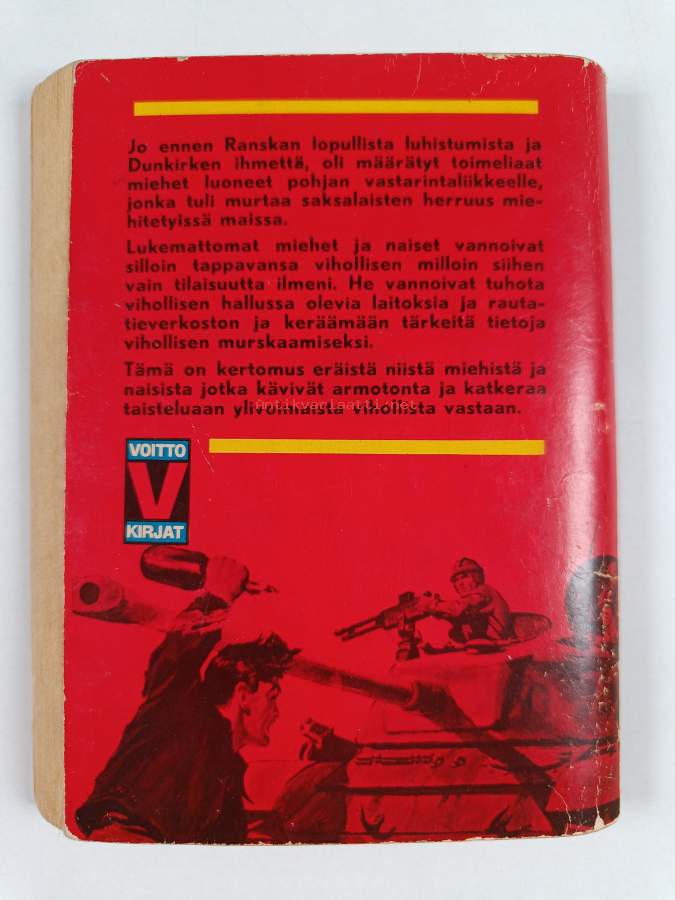 Jo ennen Ranskan lopullista luhistumista ja
Dunkirken ihmettä, oli määrätyt toimeliaat
miehet luoneet pohjan vastarintaliikkeelle,
jonka tuli murtaa saksalaisten herruus mie-
hitetyissä maissa.
Lukemattomat miehet ja naiset vannoivat
silloin tappavansa vihollisen milloin siihen
vain tilaisuutta ilmeni. He vannoivat tuhota
vihollisen hallussa olevia laitoksia ja rauta-
tieverkoston ja keräämään tärkeitä tietoja
vihollisen murskaamiseksi.
Tämä on kertomus eräistä niistä miehistä ja
naisista jotka kävivät armotonta ja katkeraa
Antikvariaatti.net
taisteluaan ylivoimaista vihollista vastaan.
VOITTO
V
KIRJAT